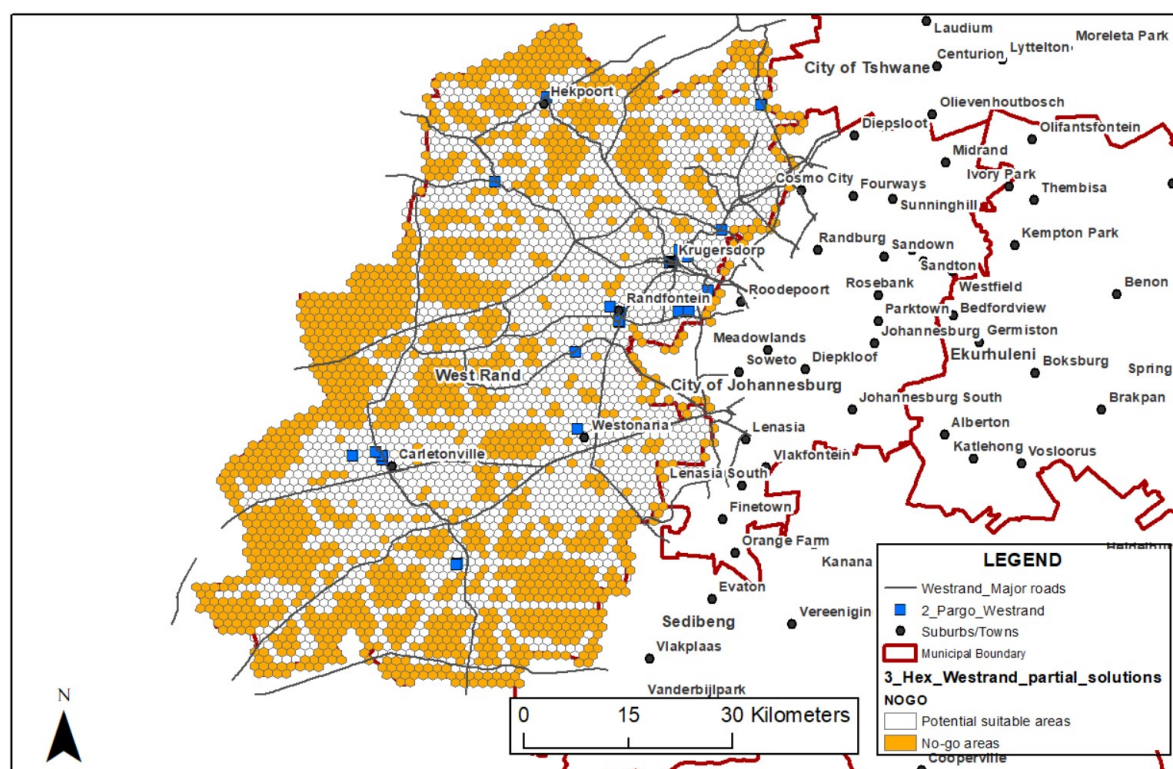 Laudium
Moreleta Park
Lyttelton
Centurion
City of Tshwane
Hekpoort
Olievenhoutbosch
Diepsloot
Olifantsfontein
Midrand
Ivory Park
Cosmo City
Fourways
Thembisa
Sunninghill
Krugersdorp
Randburg
Sandown
Kempton Park
Sandton
Westfield
Rosebank
Benon
Randfontein
Roodepoort
Parktown
Bedfordview
Johannesburg
Germiston
Meadowlands
Ekurhuleni
Soweto
Diepkloof
Boksburg
Spring
West Rand
City of Johannesburg
Johannesburg South
Brakpan
Westonaria
Lenasia
Alberton
Katlehong
Vosloorus
Carletonville
Vlakfontein
Lenasia South
Finetown
Orange Farm
Kanana
Evaton
Sedibeng
Vereenigin
Vlakplaas
Vanderbijlpark
Cooperville
N
0 15 30 Kilometers
LEGEND
Westrand_Major roads
2_Pargo_Westrand
Suburbs/Towns
Municipal Boundary
3_Hex_Westrand_partial_solutions
NOGO
Potential suitable areas
No-go areas